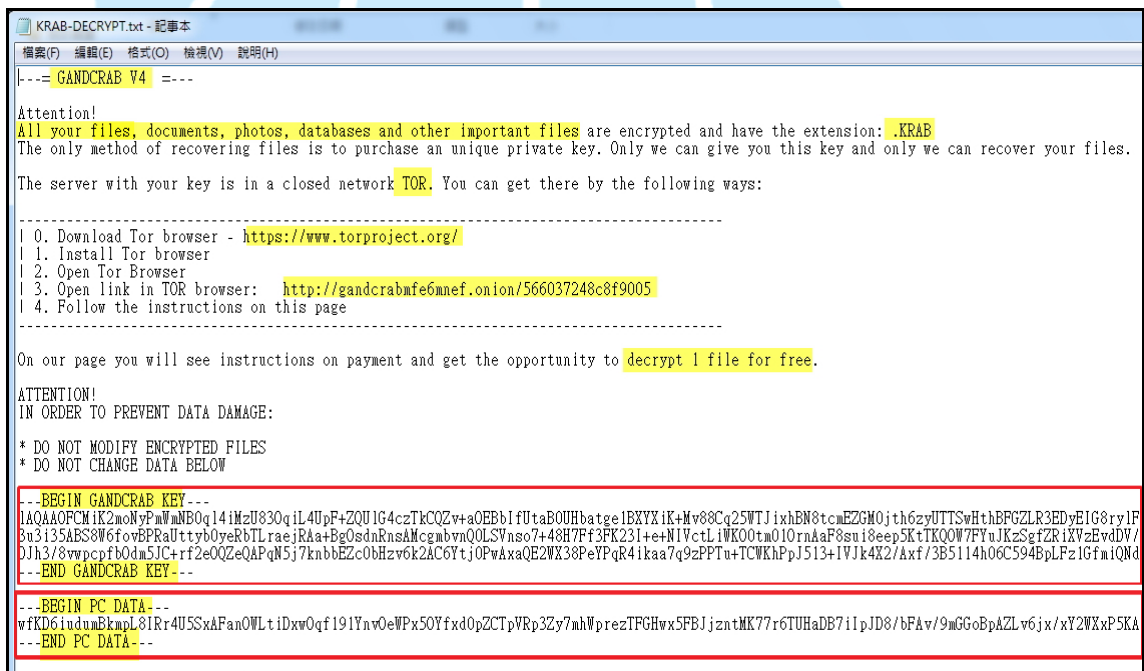 KRAB-DECRYPT.txt - 記事本
檔案(F) 編輯(E) 格式(O) 檢視(V) 說明(H)
---= GANDCRAB V4 =---
Attention!
All your files, documents, photos, databases and other important files are encrypted and have the extension: .KRAB
The only method of recovering files is to purchase an unique private key. Only we can give you this key and only we can recover your files.
The server with your key is in a closed network TOR. You can get there by the following ways:
----------------------------------------------------------------------------------------
| 0. Download Tor browser - https://www.torproject.org/
| 1. Install Tor browser
| 2. Open Tor Browser
| 3. Open link in TOR browser: http://gandcrabmfe6mnef.onion/566037248c8f9005
| 4. Follow the instructions on this page
----------------------------------------------------------------------------------------
On our page you will see instructions on payment and get the opportunity to decrypt 1 file for free.
ATTENTION!
IN ORDER TO PREVENT DATA DAMAGE:
* DO NOT MODIFY ENCRYPTED FILES
* DO NOT CHANGE DATA BELOW
---BEGIN GANDCRAB KEY---
---END GANDCRAB KEY---
---BEGIN PC DATA---
---END PC DATA---